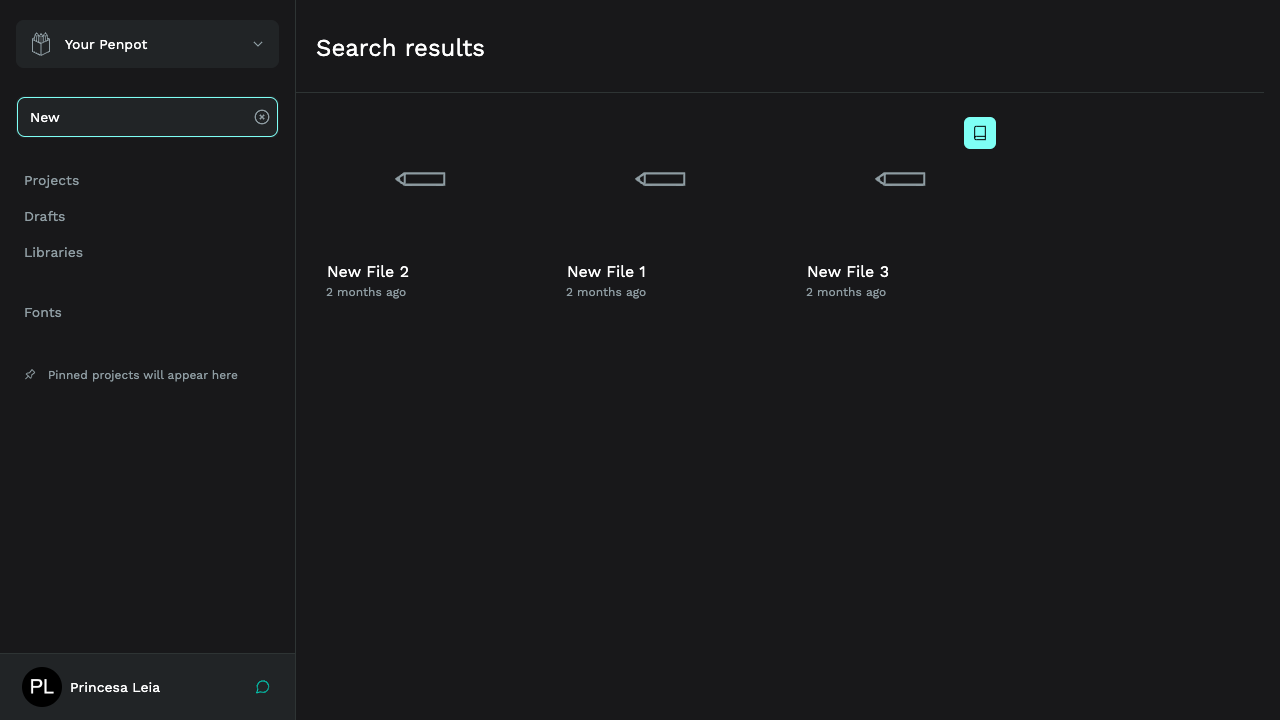 Your Penpot
New
Projects
Drafts
Libraries
Fonts
Pinned projects will appear here
PL
Princesa Leia
Search results
New File 2
2 months ago
New File 1
2 months ago
New File 3
2 months ago